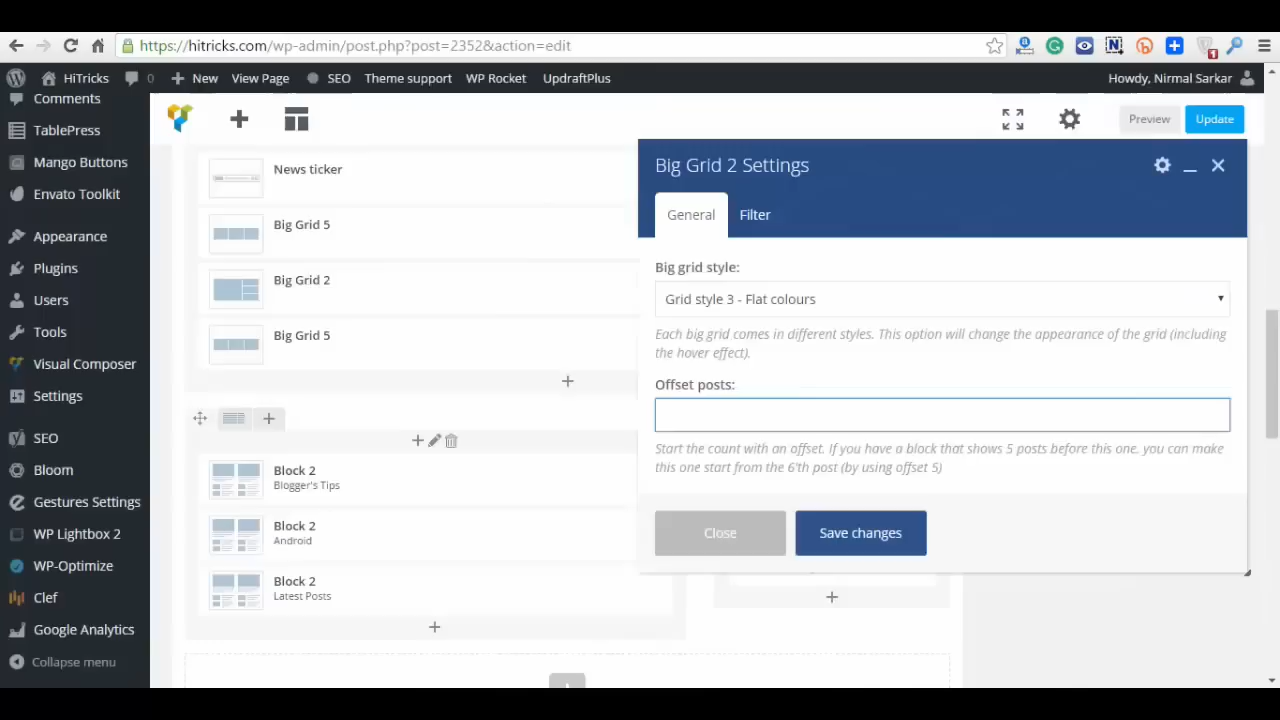 https://hitricks.com/wp-admin/post.php?post=2352&action=edit
HiTricks 0 New View Page SEO Theme support WP Rocket UpdraftPlus Howdy, Nirmal Sarkar
Comments
TablePress
Mango Buttons
Envato Toolkit
Appearance
Plugins
Users
Tools
Visual Composer
Settings
SEO
Bloom
Gestures Settings
WP Lightbox 2
WP-Optimize
Clef
Google Analytics
Collapse menu
Preview Update
News ticker
Big Grid 5
Big Grid 2
Big Grid 5
Block 2
Blogger's Tips
Block 2
Android
Block 2
Latest Posts
Big Grid 2 Settings
General Filter
Big grid style:
Grid style 3 - Flat colours
Each big grid comes in different styles. This option will change the appearance of the grid (including
the hover effect).
Offset posts:
Start the count with an offset. If you have a block that shows 5 posts before this one, you can make
this one start from the 6'th post (by using offset 5)
Close Save changes